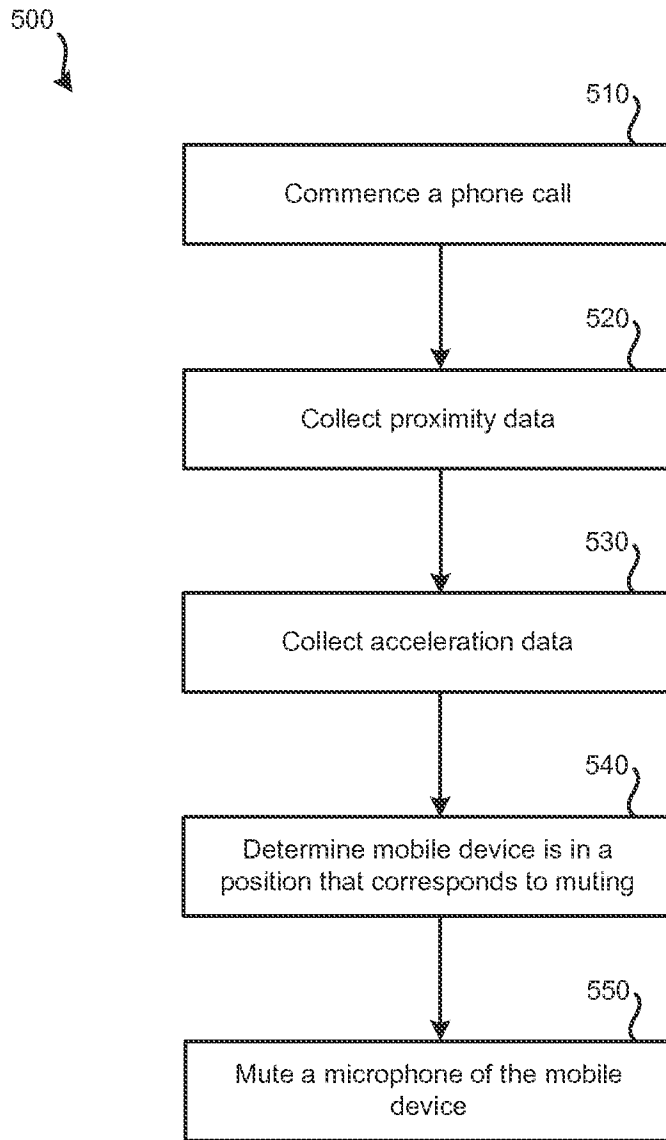 500
510
Commence a phone call
520
Collect proximity data
530
Collect acceleration data
540
Determine mobile device is in a
position that corresponds to muting
550
Mute a microphone of the mobile
device